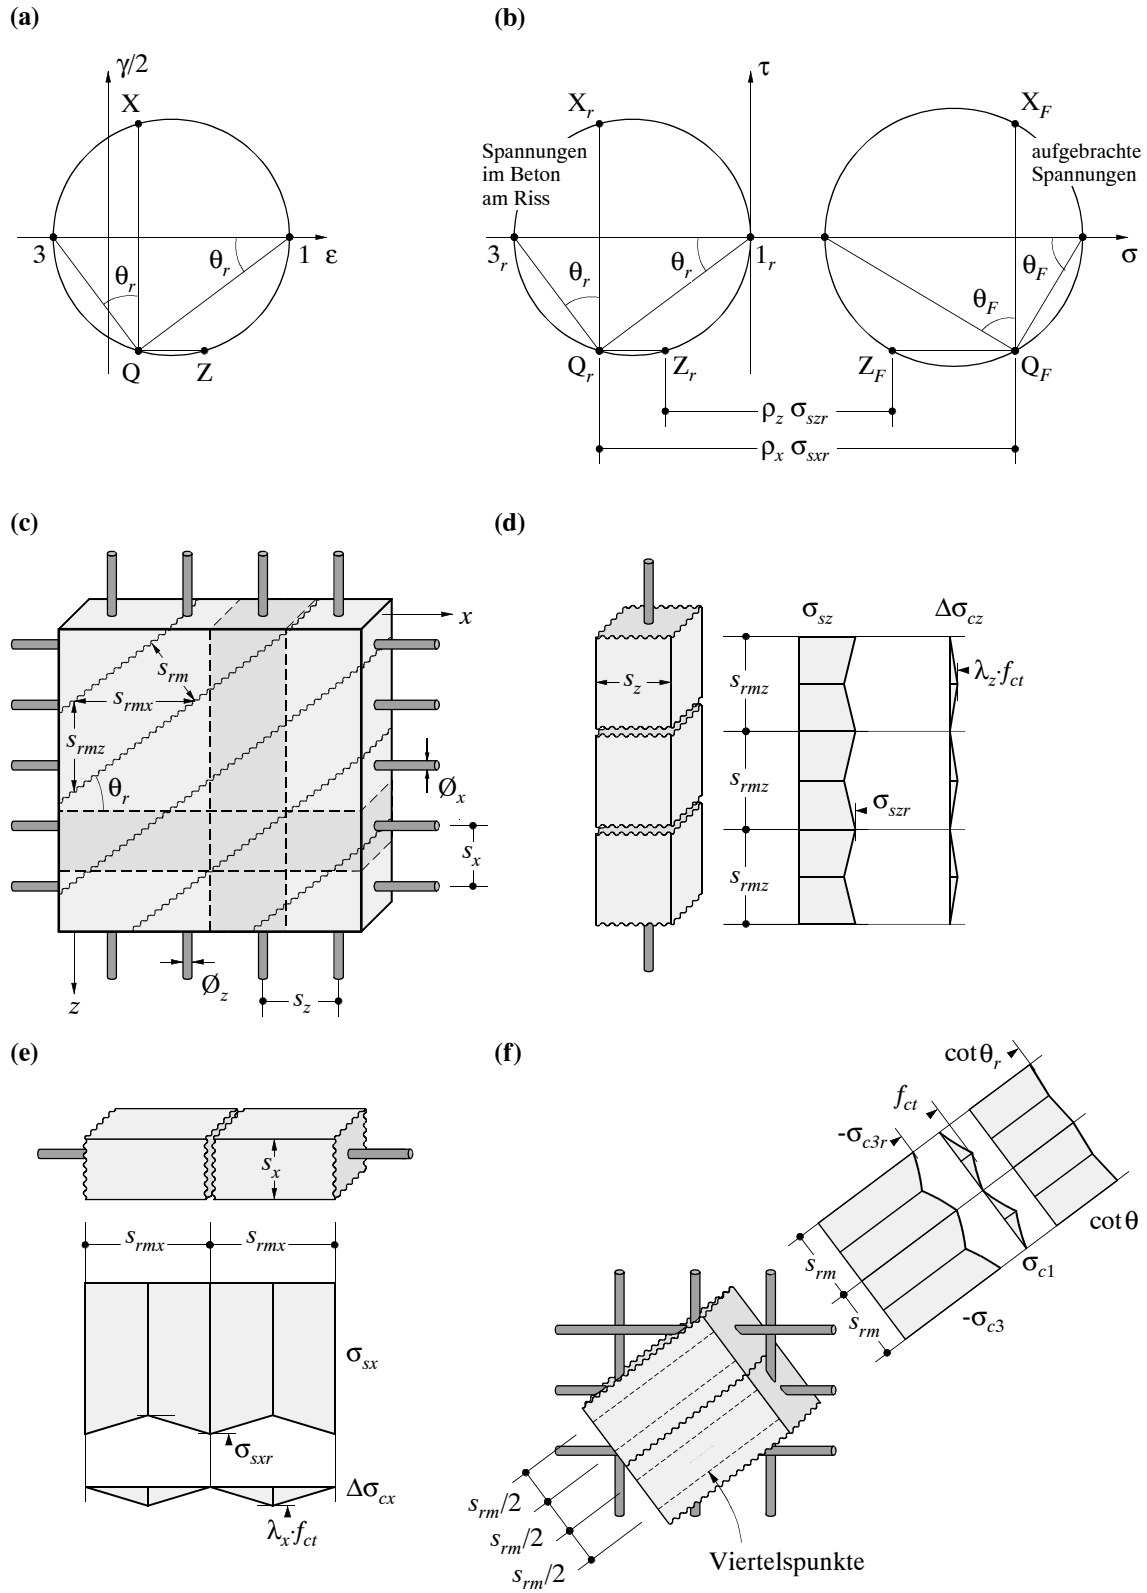 (a)
γ/2
X
3
θr
θr
1
ε
Q
Z
(b)
τ
Xr
XF
Spannungen
im Beton
am Riss
aufgebrachte
Spannungen
3r
θr
θr
1r
θF
θF
σ
Qr
Zr
ZF
QF
ρz σszr
ρx σsxr
(c)
x
srm
srmx
srmz
θr
Øx
sx
z
Øz
sz
(d)
σsz
Δσcz
sz
srmz
λz·fct
srmz
σszr
srmz
(e)
sx
srmx
srmx
σsx
σsxr
Δσcx
λx·fct
(f)
cotθr
fct
-σc3r
cotθ
σc1
srm
srm
-σc3
srm/2
srm/2
srm/2
Viertelspunkte